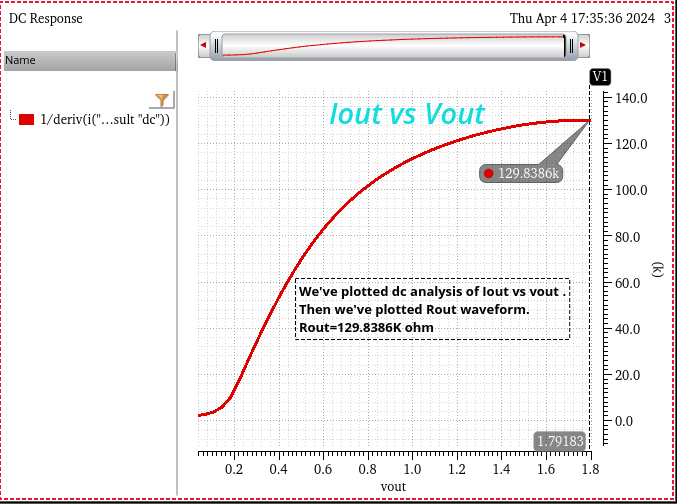 DC Response
Thu Apr 4 17:35:36 2024 3
Name
1/deriv(i("...sult "dc"))
V1
Iout vs Vout
140.0
120.0
129.8386k
100.0
80.0
(k)
60.0
We've plotted dc analysis of Iout vs vout .
Then we've plotted Rout waveform.
Rout=129.8386K ohm
40.0
20.0
0.0
1.79183
0.2 0.4 0.6 0.8 1.0 1.2 1.4 1.6 1.8
vout